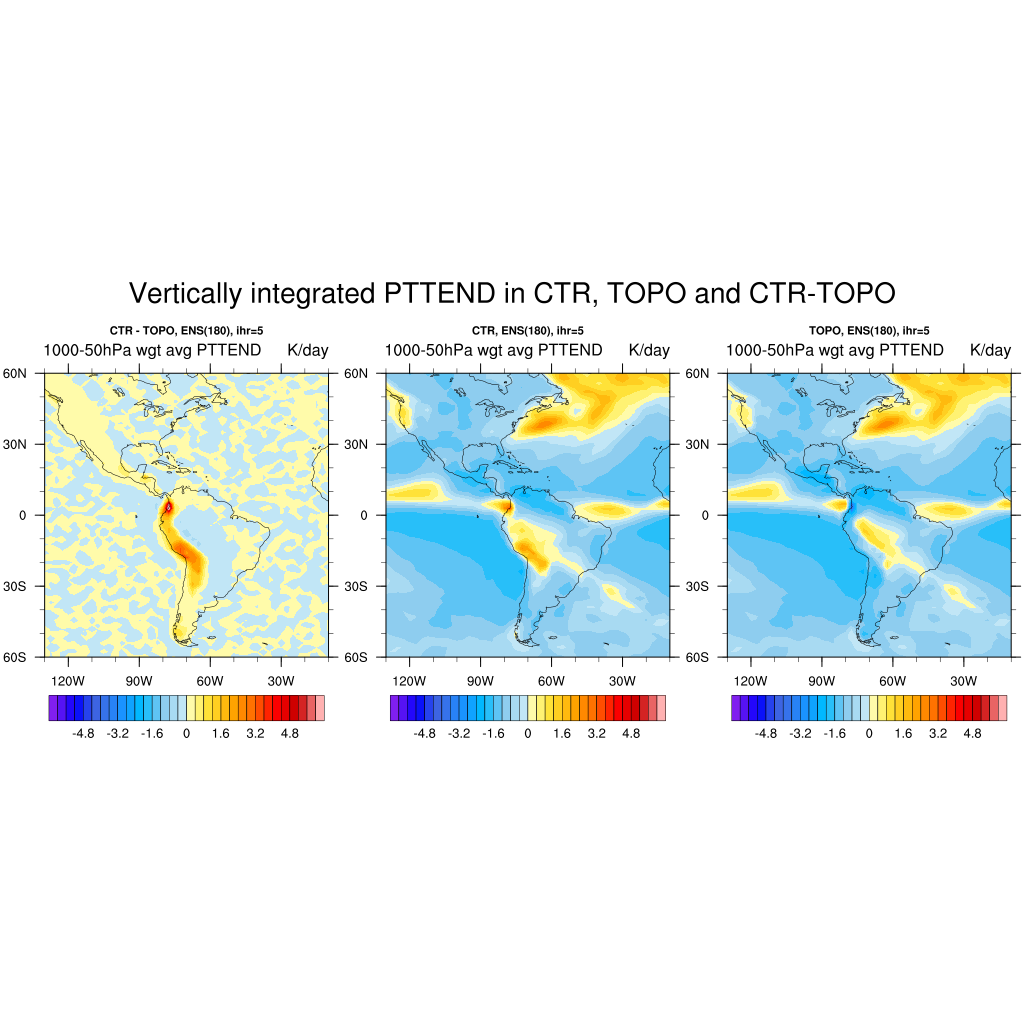 Vertically integrated PTTEND in CTR, TOPO and CTR-TOPO
CTR - TOPO, ENS(180), ihr=5
1000-50hPa wgt avg PTTEND K/day
60N
30N
0
30S
60S
120W 90W 60W 30W
-4.8 -3.2 -1.6 0 1.6 3.2 4.8
CTR, ENS(180), ihr=5
1000-50hPa wgt avg PTTEND K/day
60N
30N
0
30S
60S
120W 90W 60W 30W
-4.8 -3.2 -1.6 0 1.6 3.2 4.8
TOPO, ENS(180), ihr=5
1000-50hPa wgt avg PTTEND K/day
60N
30N
0
30S
60S
120W 90W 60W 30W
-4.8 -3.2 -1.6 0 1.6 3.2 4.8